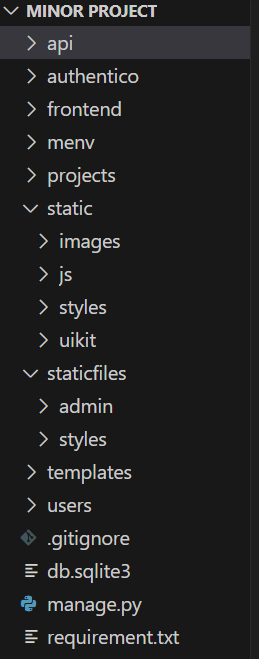 MINOR PROJECT
api
authentico
frontend
menv
projects
static
images
js
styles
uikit
staticfiles
admin
styles
templates
users
.gitignore
db.sqlite3
manage.py
requirement.txt